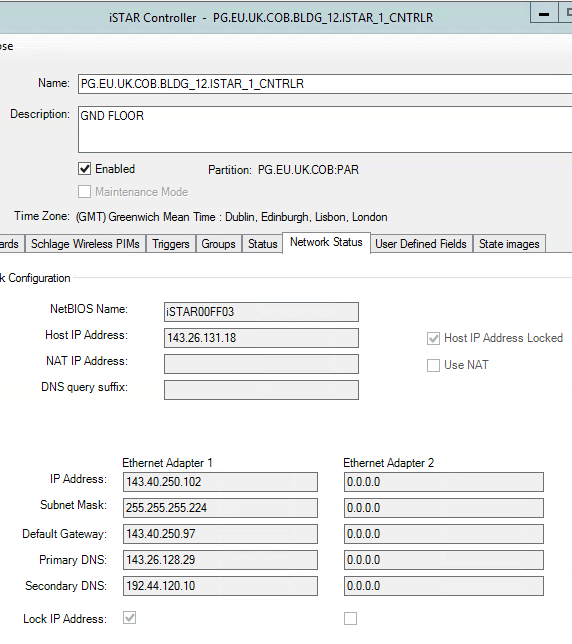 iSTAR Controller - PG.EU.UK.COB.BLDG_12.ISTAR_1_CNTRLR
ose
Name: PG.EU.UK.COB.BLDG_12.ISTAR_1_CNTRLR
Description: GND FLOOR
Enabled Partition: PG.EU.UK.COB:PAR
Maintenance Mode
Time Zone: (GMT) Greenwich Mean Time : Dublin, Edinburgh, Lisbon, London
ards Schlage Wireless PIMs Triggers Groups Status Network Status User Defined Fields State images
k Configuration
NetBIOS Name: iSTAR00FF03
Host IP Address: 143.26.131.18 Host IP Address Locked
NAT IP Address: Use NAT
DNS query suffix:
Ethernet Adapter 1 Ethernet Adapter 2
IP Address: 143.40.250.102 0.0.0.0
Subnet Mask: 255.255.255.224 0.0.0.0
Default Gateway: 143.40.250.97 0.0.0.0
Primary DNS: 143.26.128.29 0.0.0.0
Secondary DNS: 192.44.120.10 0.0.0.0
Lock IP Address: